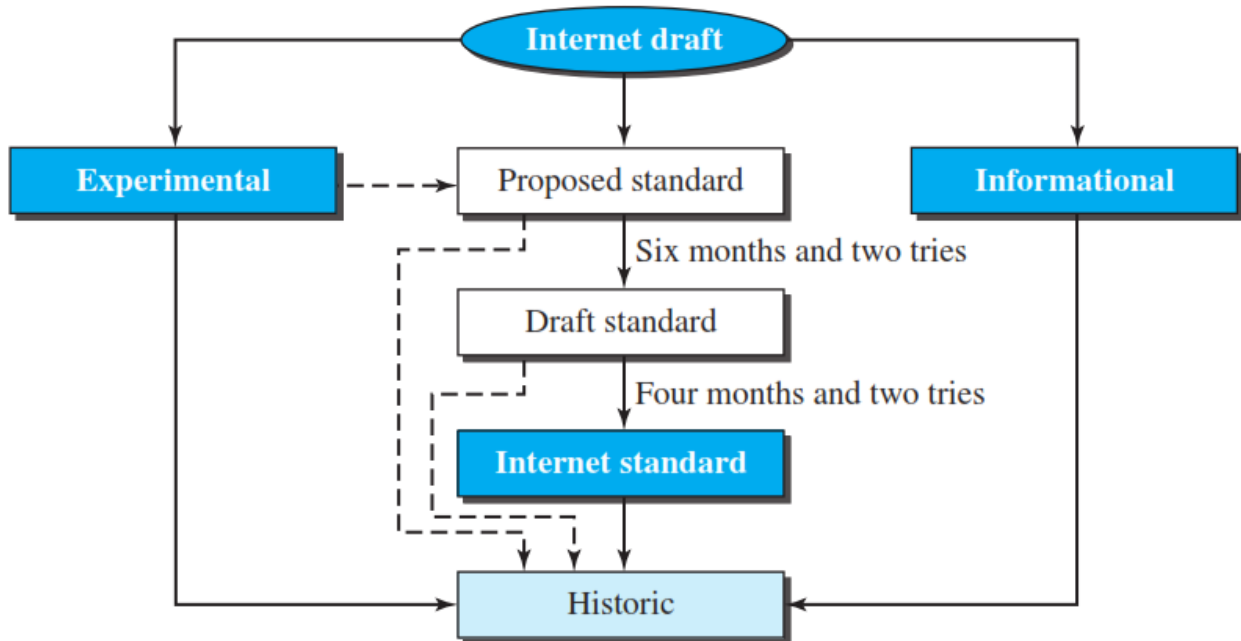 Internet draft
Experimental
Proposed standard
Informational
Six months and two tries
Draft standard
Four months and two tries
Internet standard
Historic